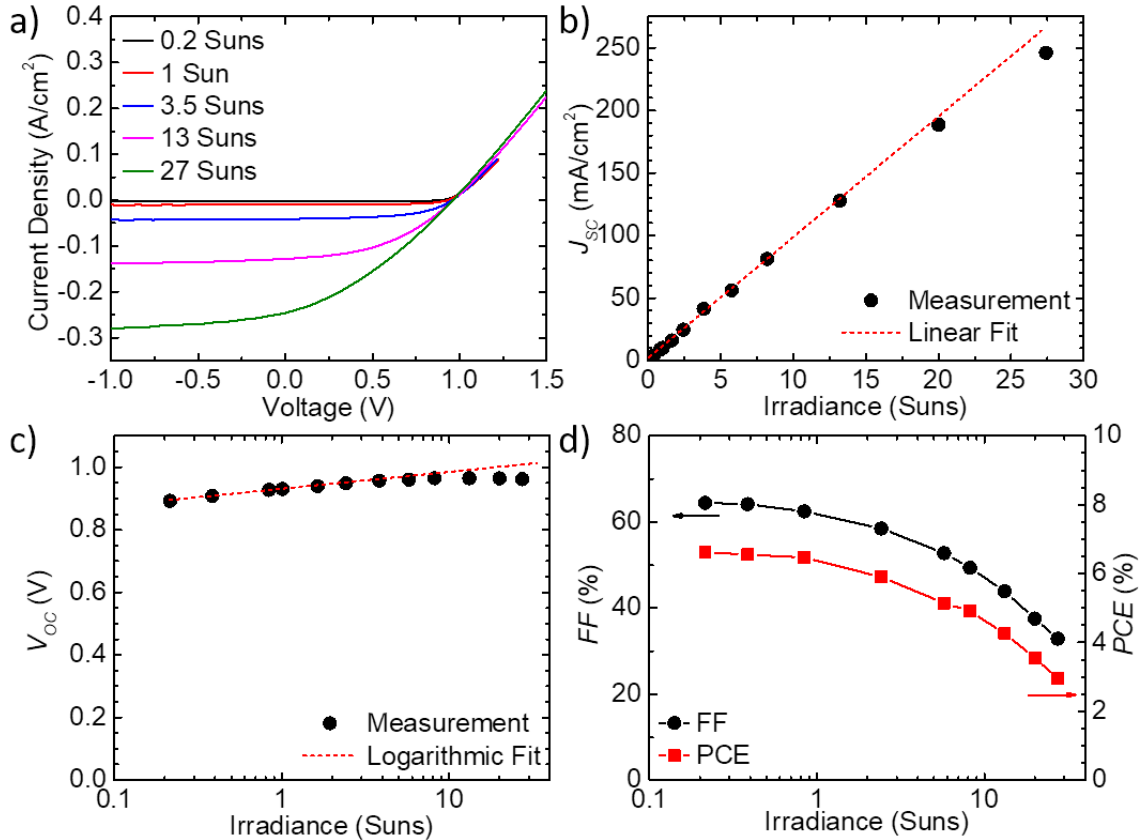 a)
0.4
0.3
0.2
0.1
0.0
-0.1
-0.2
-0.3
Current Density (A/cm²)
0.2 Suns
1 Sun
3.5 Suns
13 Suns
27 Suns
-1.0 -0.5 0.0 0.5 1.0 1.5
Voltage (V)
b)
250
200
150
100
50
0
J_SC (mA/cm²)
Measurement
Linear Fit
0 5 10 15 20 25 30
Irradiance (Suns)
c)
1.0
0.8
0.6
0.4
0.2
0.0
V_OC (V)
Measurement
Logarithmic Fit
0.1 1 10
Irradiance (Suns)
d)
80
60
40
20
0
FF (%)
FF
PCE
10
8
6
4
2
0
PCE (%)
0.1 1 10
Irradiance (Suns)